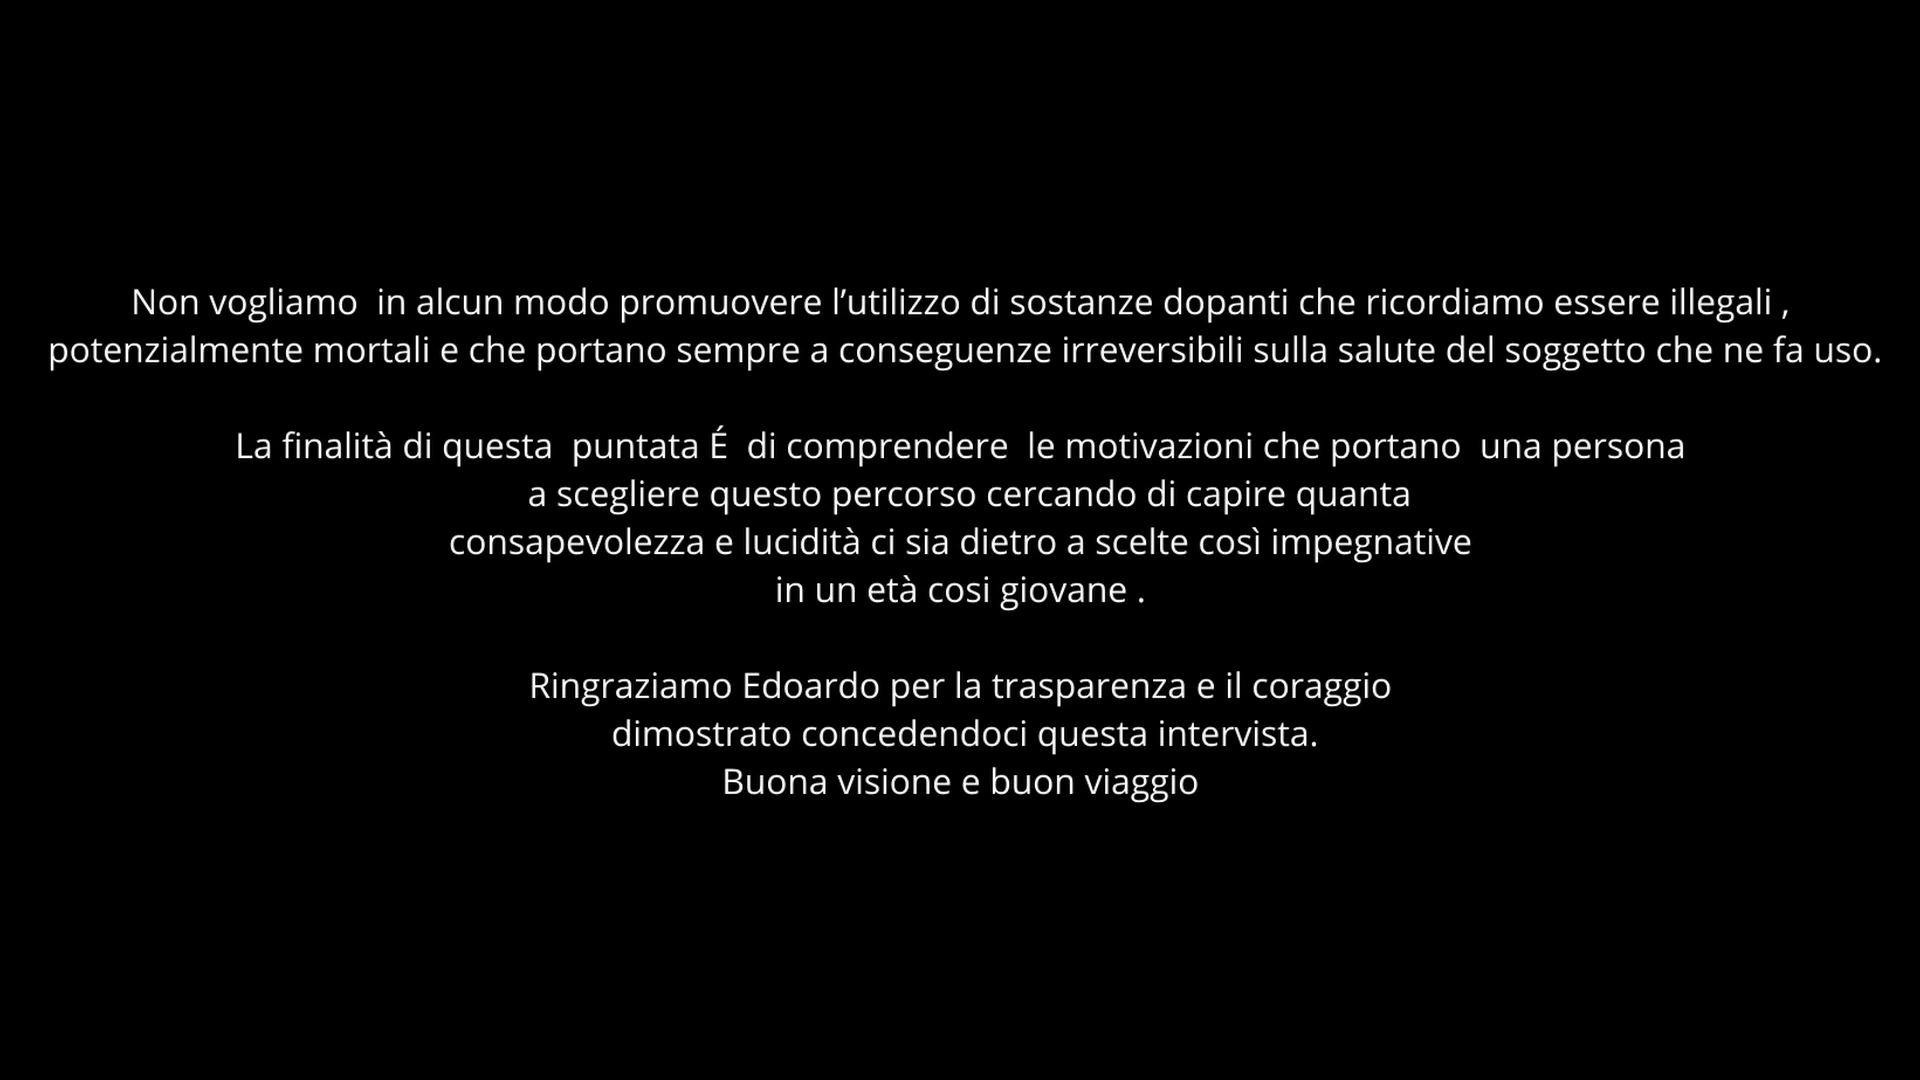 Non vogliamo  in alcun modo promuovere l’utilizzo di sostanze dopanti che ricordiamo essere illegali ,
potenzialmente mortali e che portano sempre a conseguenze irreversibili sulla salute del soggetto che ne fa uso.
La finalità di questa  puntata É  di comprendere  le motivazioni che portano  una persona
a scegliere questo percorso cercando di capire quanta
consapevolezza e lucidità ci sia dietro a scelte così impegnative
in un età cosi giovane .
Ringraziamo Edoardo per la trasparenza e il coraggio
dimostrato concedendoci questa intervista.
Buona visione e buon viaggio